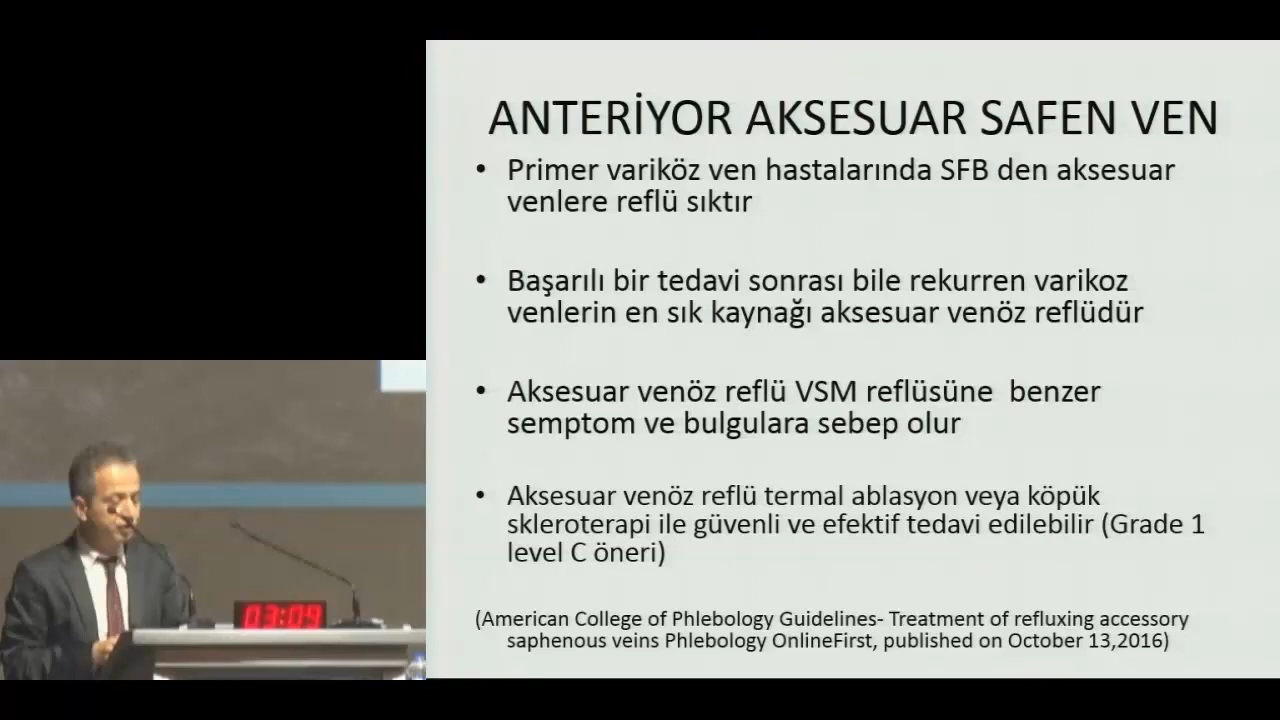 ANTERİYOR AKSESUAR SAFEN VEN
• Primer variköz ven hastalarında SFB den aksesuar
venlere reflü sıktır
• Başarılı bir tedavi sonrası bile rekurren varikoz
venlerin en sık kaynağı aksesuar venöz reflüdür
• Aksesuar venöz reflü VSM reflüsüne benzer
semptom ve bulgulara sebep olur
• Aksesuar venöz reflü termal ablasyon veya köpük
skleroterapi ile güvenli ve efektif tedavi edilebilir (Grade 1
level C öneri)
(American College of Phlebology Guidelines- Treatment of refluxing accessory
saphenous veins Phlebology OnlineFirst, published on October 13,2016)
03:09